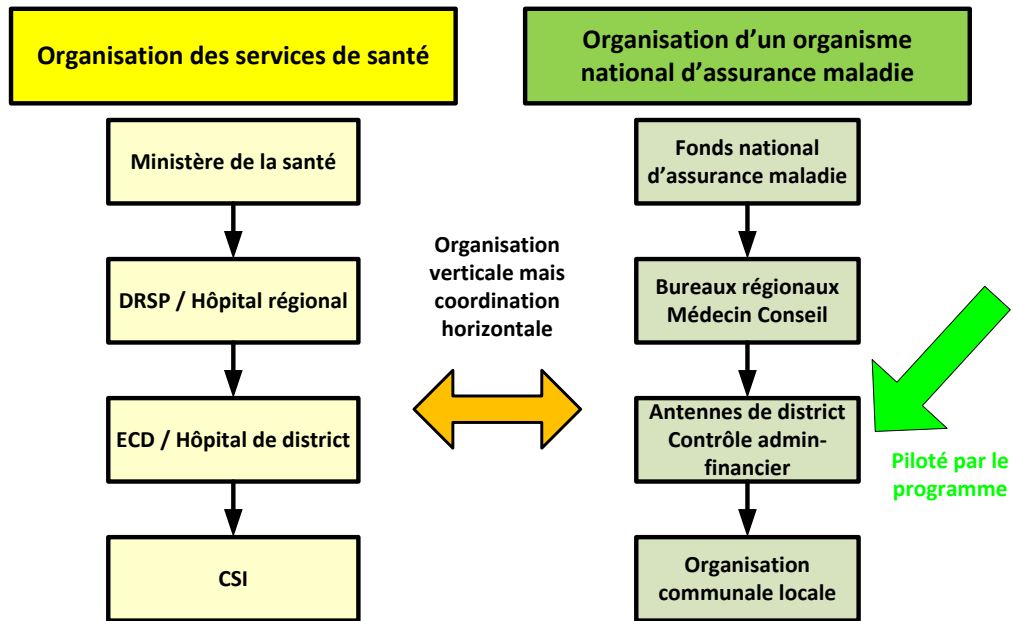 Organisation des services de santé
Organisation d’un organisme
national d’assurance maladie
Ministère de la santé
Fonds national
d’assurance maladie
Organisation
verticale mais
coordination
horizontale
DRSP / Hôpital régional
Bureaux régionaux
Médecin Conseil
ECD / Hôpital de district
Antennes de district
Contrôle admin-
financier
Piloté par le
programme
CSI
Organisation
communale locale